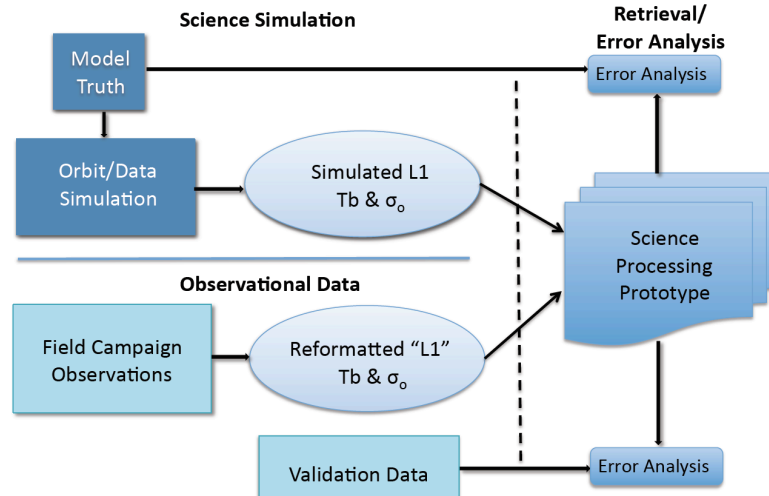 Science Simulation
Retrieval/
Error Analysis
Model
Truth
Error Analysis
Orbit/Data
Simulation
Simulated L1
Tb & σₒ
Science
Processing
Prototype
Observational Data
Field Campaign
Observations
Reformatted “L1”
Tb & σₒ
Validation Data
Error Analysis